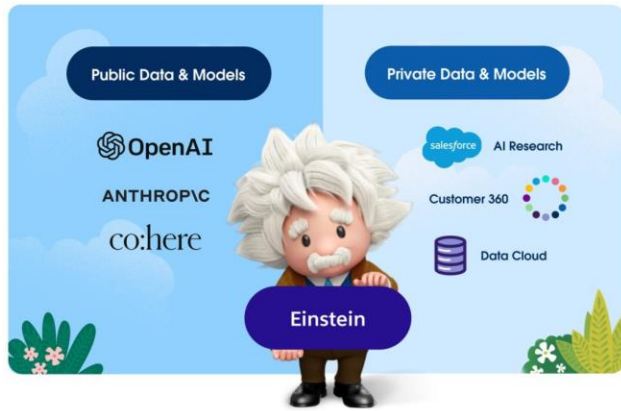 Public Data & Models
OpenAI
ANTHROP\C
co:here
Private Data & Models
salesforce AI Research
Customer 360
Data Cloud
Einstein